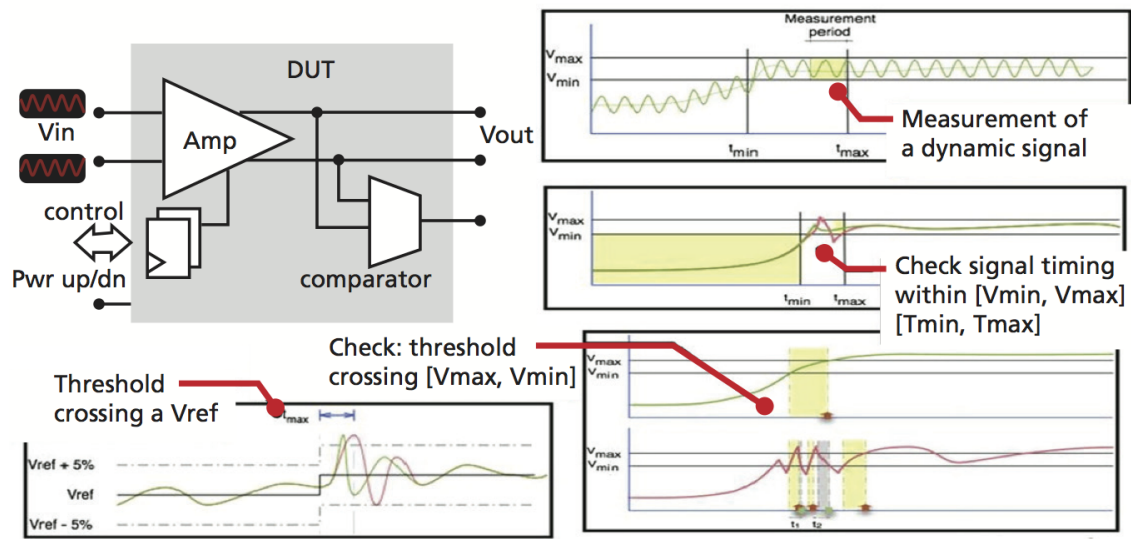 DUT
Vin
Amp
Vout
control
Pwr up/dn
comparator
Measurement
period
Vmax
Vmin
tmin
tmax
Measurement of
a dynamic signal
Vmax
Vmin
tmin
tmax
Check signal timing
within [Vmin, Vmax]
[Tmin, Tmax]
Check: threshold
crossing [Vmax, Vmin]
Vmax
Vmin
Vmax
Vmin
t1
t2
Threshold
crossing a Vref
tmax
Vref + 5%
Vref
Vref - 5%